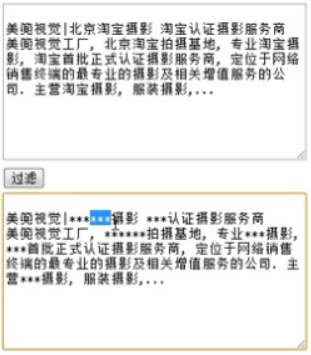 美阅视觉|北京淘宝摄影 淘宝认证摄影服务商
美阅视觉工厂, 北京淘宝拍摄基地, 专业淘宝摄
影, 淘宝首批正式认证摄影服务商, 定位于网络
销售终端的最专业的摄影及相关增值服务的公
司. 主营淘宝摄影, 服装摄影,...
过滤
美阅视觉|******摄影 ***认证摄影服务商
美阅视觉工厂, ******拍摄基地, 专业***摄影,
***首批正式认证摄影服务商, 定位于网络销售
终端的最专业的摄影及相关增值服务的公司. 主
营***摄影, 服装摄影,...